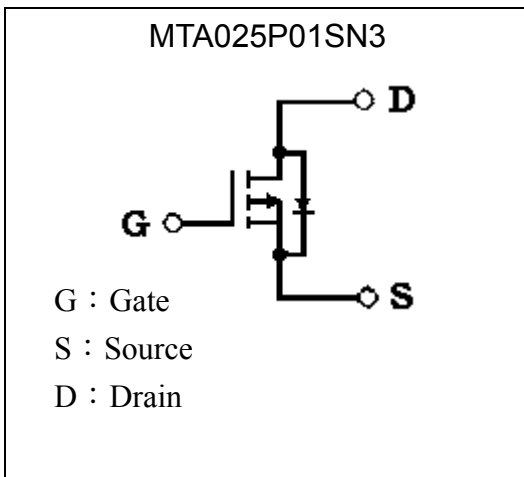 MTA025P01SN3
D
G
S
G：Gate
S：Source
D：Drain